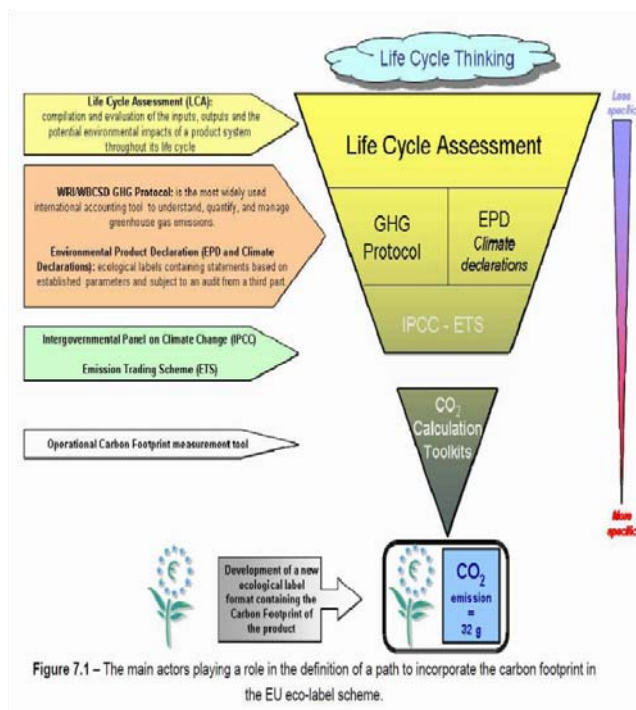 Life Cycle Thinking
Less
specific
Life Cycle Assessment (LCA):
compilation and evaluation of the inputs, outputs and the
potential environmental impacts of a product system
throughout its life cycle
Life Cycle Assessment
WRI/WBCSD GHG Protocol: is the most widely used
international accounting tool to understand, quantify, and manage
greenhouse gas emissions.
Environmental Product Declaration (EPD and Climate
Declarations): ecological labels containing statements based on
established parameters and subject to an audit from a third part.
GHG
Protocol
EPD
Climate
declarations
IPCC - ETS
Intergovernmental Panel on Climate Change (IPCC)
Emission Trading Scheme (ETS)
CO2
Calculation
Toolkits
Operational Carbon Footprint measurement tool
More
specific
Development of a new
ecological label
format containing the
Carbon Footprint of
the product
CO2
emission
=
32 g
Figure 7.1 – The main actors playing a role in the definition of a path to incorporate the carbon footprint in
the EU eco-label scheme.